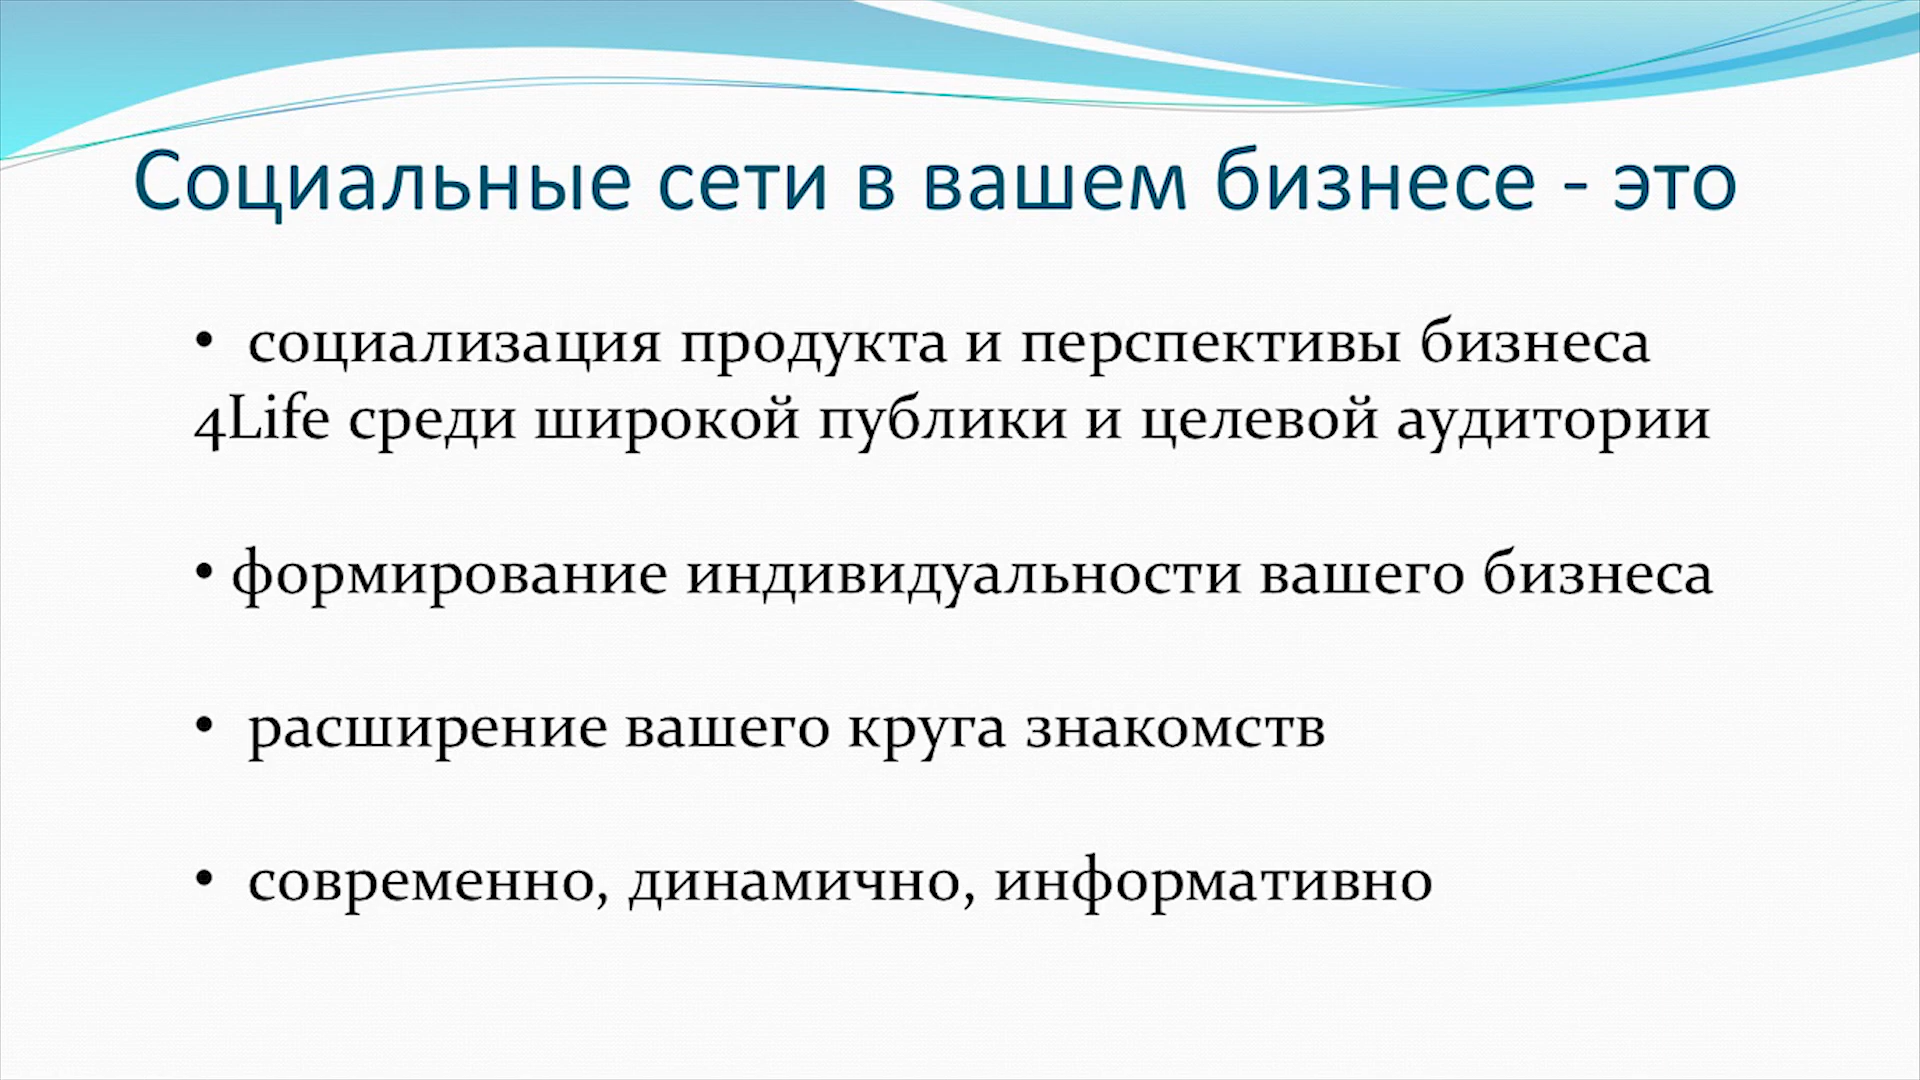 Социальные сети в вашем бизнесе - это
• социализация продукта и перспективы бизнеса
4Life среди широкой публики и целевой аудитории
• формирование индивидуальности вашего бизнеса
• расширение вашего круга знакомств
• современно, динамично, информативно